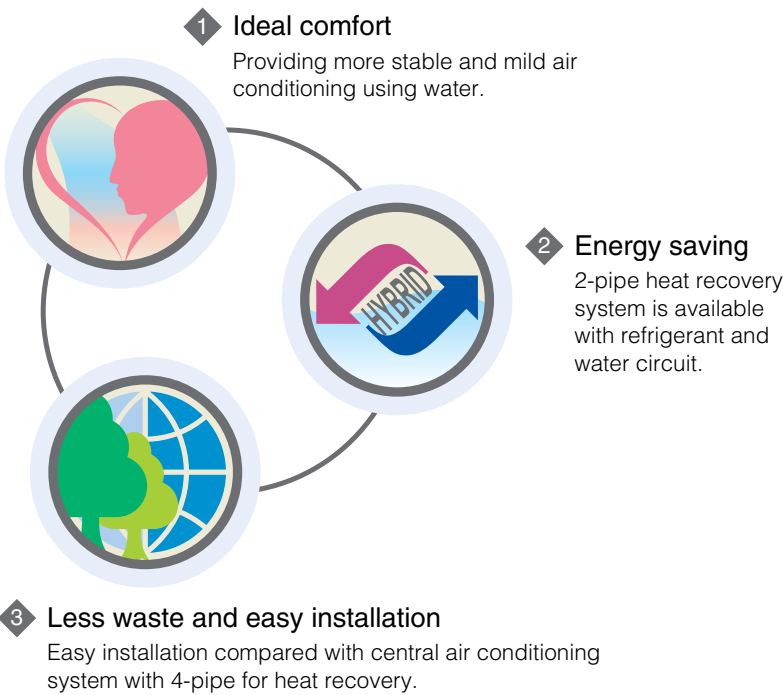 1 Ideal comfort
Providing more stable and mild air
conditioning using water.
HYBRID
2 Energy saving
2-pipe heat recovery
system is available
with refrigerant and
water circuit.
3 Less waste and easy installation
Easy installation compared with central air conditioning
system with 4-pipe for heat recovery.